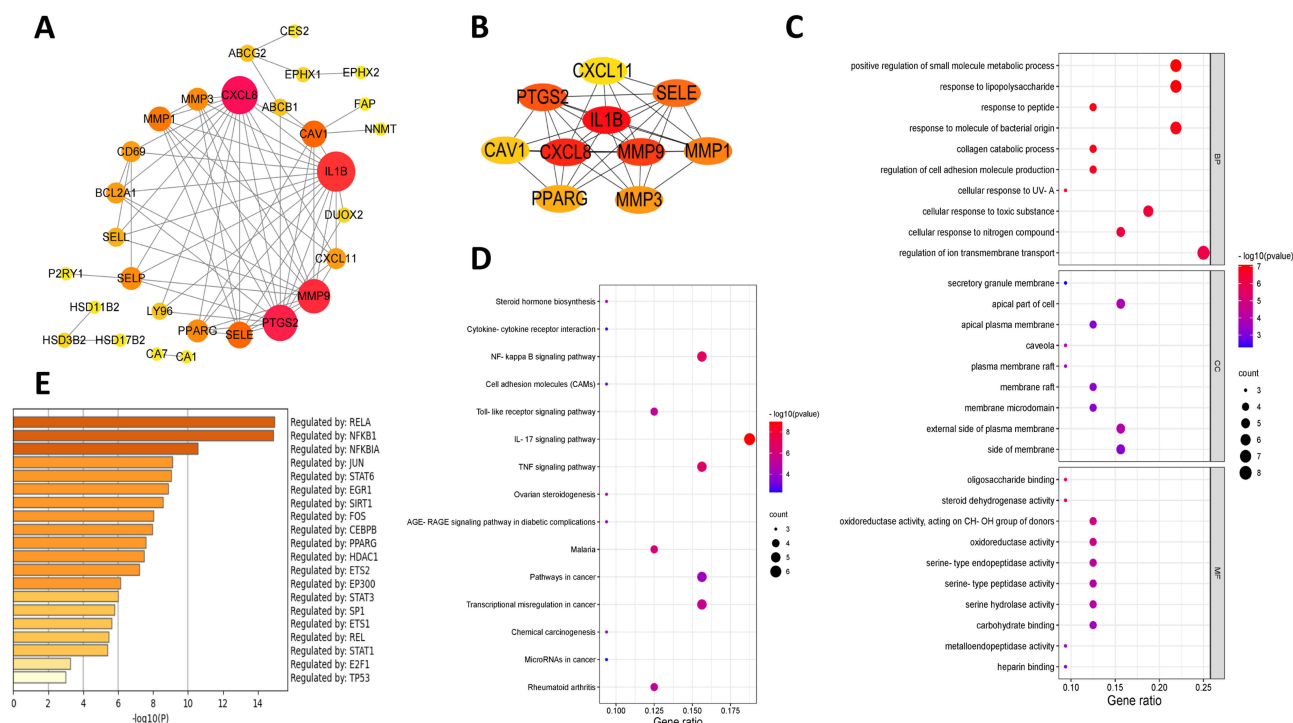 A
CES2
ABCG2
EPHX1
EPHX2
CXCL8
MMP3
ABCB1
FAP
MMP1
CAV1
NNMT
CD69
IL1B
BCL2A1
DUOX2
SELL
CXCL11
P2RY1
SELP
MMP9
HSD11B2
LY96
PTGS2
PPARG
SELE
HSD3B2
HSD17B2
CA7
CA1
B
CXCL11
PTGS2
SELE
IL1B
CAV1
CXCL8
MMP9
MMP1
PPARG
MMP3
C
positive regulation of small molecule metabolic process
response to lipopolysaccharide
response to peptide
response to molecule of bacterial origin
collagen catabolic process
regulation of cell adhesion molecule production
cellular response to UV- A
cellular response to toxic substance
cellular response to nitrogen compound
regulation of ion transmembrane transport
BP
secretory granule membrane
apical part of cell
apical plasma membrane
caveola
plasma membrane raft
membrane raft
membrane microdomain
external side of plasma membrane
side of membrane
CC
oligosaccharide binding
steroid dehydrogenase activity
oxidoreductase activity, acting on CH- OH group of donors
oxidoreductase activity
serine- type endopeptidase activity
serine- type peptidase activity
serine hydrolase activity
carbohydrate binding
metalloendopeptidase activity
heparin binding
MF
0.10 0.15 0.20 0.25
Gene ratio
- log10(pvalue)
7
6
5
4
3
count
3
4
5
6
7
8
D
Steroid hormone biosynthesis
Cytokine- cytokine receptor interaction
NF- kappa B signaling pathway
Cell adhesion molecules (CAMs)
Toll- like receptor signaling pathway
IL- 17 signaling pathway
TNF signaling pathway
Ovarian steroidogenesis
AGE- RAGE signaling pathway in diabetic complications
Malaria
Pathways in cancer
Transcriptional misregulation in cancer
Chemical carcinogenesis
MicroRNAs in cancer
Rheumatoid arthritis
0.100 0.125 0.150 0.175
Gene ratio
- log10(pvalue)
8
6
4
count
3
4
5
6
E
Regulated by: RELA
Regulated by: NFKB1
Regulated by: NFKBIA
Regulated by: JUN
Regulated by: STAT6
Regulated by: EGR1
Regulated by: SIRT1
Regulated by: FOS
Regulated by: CEBPB
Regulated by: PPARG
Regulated by: HDAC1
Regulated by: ETS2
Regulated by: EP300
Regulated by: STAT3
Regulated by: SP1
Regulated by: ETS1
Regulated by: REL
Regulated by: STAT1
Regulated by: E2F1
Regulated by: TP53
0 2 4 6 8 10 12 14
-log10(P)